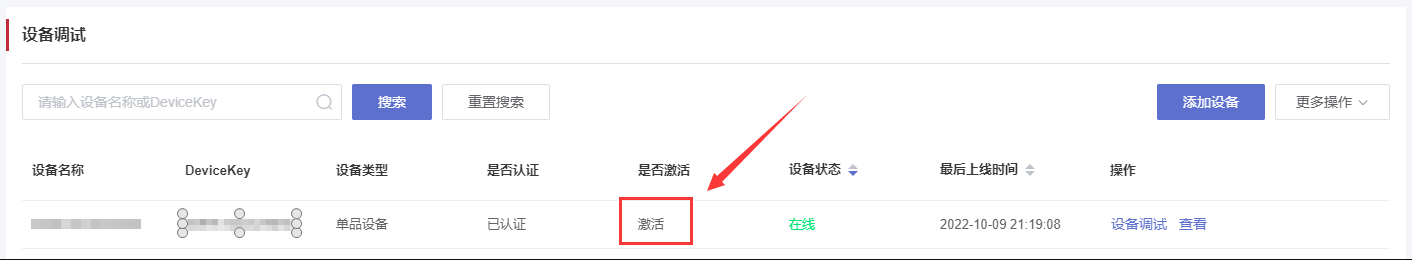 设备调试
请输入设备名称或DeviceKey 搜索 重置搜索 添加设备 更多操作
设备名称 DeviceKey 设备类型 是否认证 是否激活 设备状态 最后上线时间 操作
单品设备 已认证 激活 在线 2022-10-09 21:19:08 设备调试 查看